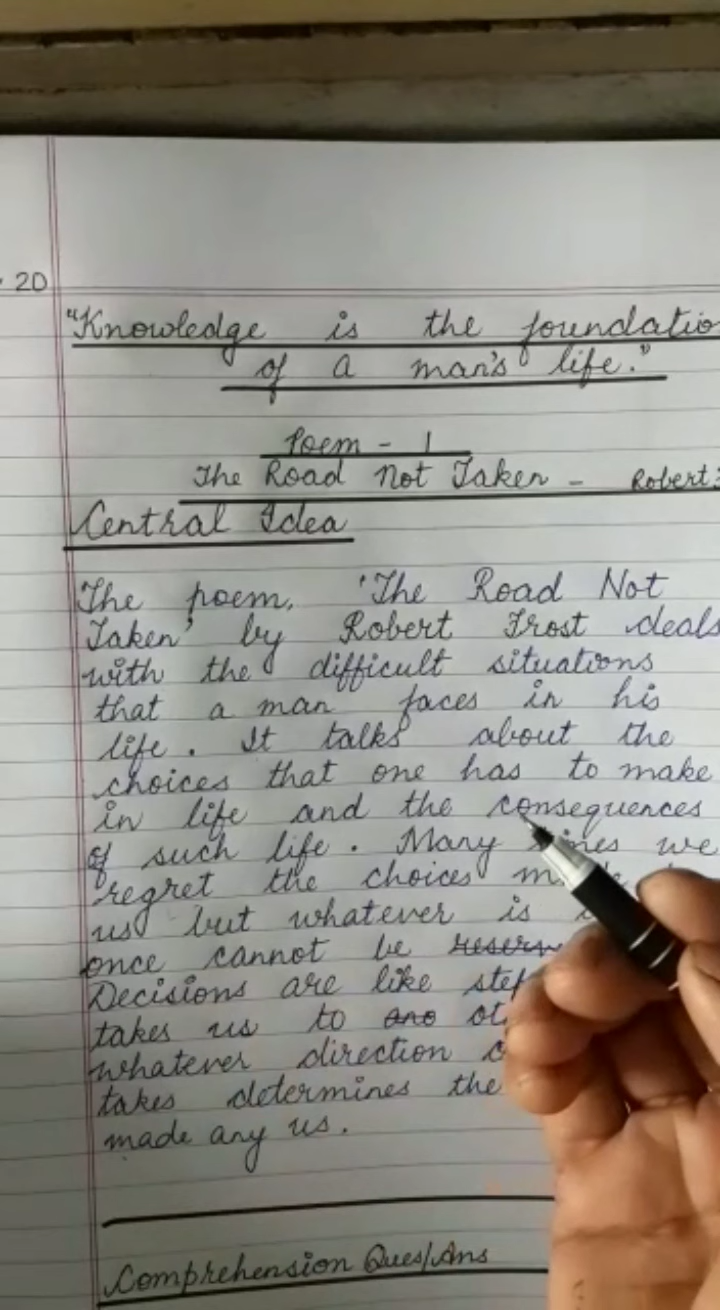 20
"Knowledge is the foundatio
of a man's life."
Poem - 1
The Road Not Taken - Robert
Central Idea
The poem, 'The Road Not
Taken' by Robert Frost deals
with the difficult situations
that a man faces in his
life. It talks about the
choices that one has to make
in life and the consequences
of such life. Many we
regret the choices
us but whatever is
once cannot be
Decisions are like
takes us to
whatever direction
takes determines the
made any us.
Comprehension Ques/Ans